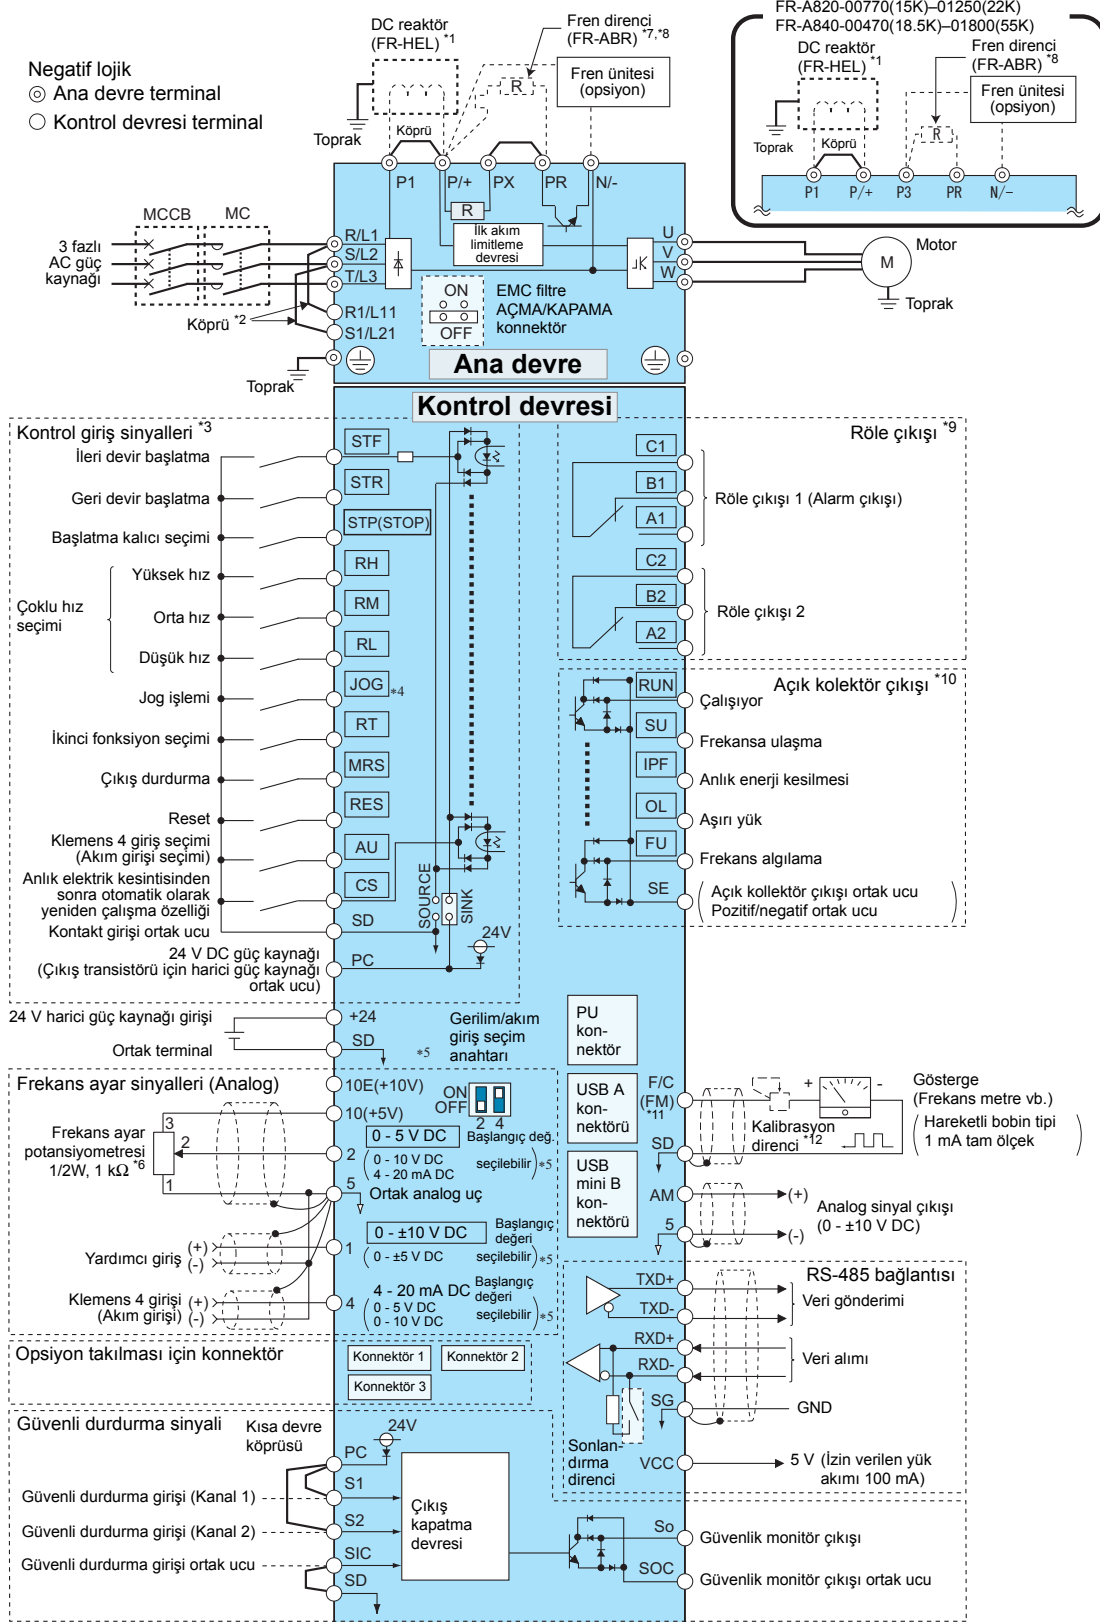 FR-A820-00770(15K)–01250(22K)
FR-A840-00470(18.5K)–01800(55K)
DC reaktör
(FR-HEL) *1
Fren direnci
(FR-ABR) *8
Fren ünitesi
(opsiyon)
R
Toprak
Köprü
P1
P/+
P3
PR
N/-
DC reaktör
(FR-HEL) *1
Fren direnci
(FR-ABR) *7,*8
Fren ünitesi
(opsiyon)
R
Negatif lojik
Ana devre terminal
Kontrol devresi terminal
Toprak
Köprü
P1
P/+
PX
PR
N/-
R
İlk akım
limitleme
devresi
MCCB
MC
3 fazlı
AC güç
kaynağı
R/L1
S/L2
T/L3
R1/L11
S1/L21
Köprü *2
U
V
W
Motor
M
Toprak
ON
OFF
EMC filtre
AÇMA/KAPAMA
konnektör
Toprak
Ana devre
Kontrol devresi
Kontrol giriş sinyalleri *3
İleri devir başlatma
STF
Geri devir başlatma
STR
Başlatma kalıcı seçimi
STP(STOP)
Çoklu hız
seçimi
Yüksek hız
RH
Orta hız
RM
Düşük hız
RL
Jog işlemi
JOG *4
İkinci fonksiyon seçimi
RT
Çıkış durdurma
MRS
Reset
RES
Klemens 4 giriş seçimi
(Akım girişi seçimi)
AU
Anlık elektrik kesintisinden
sonra otomatik olarak
yeniden çalışma özelliği
CS
Kontakt girişi ortak ucu
SD
SOURCE
SINK
24V
24 V DC güç kaynağı
(Çıkış transistörü için harici güç kaynağı
ortak ucu)
PC
Röle çıkışı *9
C1
B1
A1
Röle çıkışı 1 (Alarm çıkışı)
C2
B2
A2
Röle çıkışı 2
Açık kolektör çıkışı *10
RUN
Çalışıyor
SU
Frekansa ulaşma
IPF
Anlık enerji kesilmesi
OL
Aşırı yük
FU
Frekans algılama
SE
Açık kollektör çıkışı ortak ucu
Pozitif/negatif ortak ucu
24 V harici güç kaynağı girişi
+24
Ortak terminal
SD
Gerilim/akım
giriş seçim
anahtarı
*5
Frekans ayar sinyalleri (Analog)
10E(+10V)
ON
OFF
2 4
10(+5V)
Frekans ayar
potansiyometresi
1/2W, 1 kΩ *6
3
2
1
0 - 5 V DC
Başlangıç değ.
2
0 - 10 V DC
4 - 20 mA DC
seçilebilir *5
5
Ortak analog uç
Yardımcı giriş
(+)
(-)
1
0 - ±10 V DC
Başlangıç
değeri
0 - ±5 V DC
seçilebilir *5
Klemens 4 girişi
(Akım girişi)
(+)
(-)
4
4 - 20 mA DC
Başlangıç
değeri
0 - 5 V DC
0 - 10 V DC
seçilebilir *5
PU
kon-
nektör
USB A
kon-
nektörü
USB
mini B
kon-
nektörü
F/C
(FM)
*11
SD
+
-
Kalibrasyon
direnci *12
Gösterge
(Frekans metre vb.)
Hareketli bobin tipi
1 mA tam ölçek
AM
(+)
5
(-)
Analog sinyal çıkışı
(0 - ±10 V DC)
RS-485 bağlantısı
TXD+
TXD-
Veri gönderimi
RXD+
RXD-
Veri alımı
SG
GND
Sonlan-
dırma
direnci
VCC
5 V (İzin verilen yük
akımı 100 mA)
Opsiyon takılması için konnektör
Konnektör 1
Konnektör 2
Konnektör 3
Güvenli durdurma sinyali
Kısa devre
köprüsü
24V
PC
Güvenli durdurma girişi (Kanal 1)
S1
Güvenli durdurma girişi (Kanal 2)
S2
Güvenli durdurma girişi ortak ucu
SIC
SD
Çıkış
kapatma
devresi
So
Güvenlik monitör çıkışı
SOC
Güvenlik monitör çıkışı ortak ucu